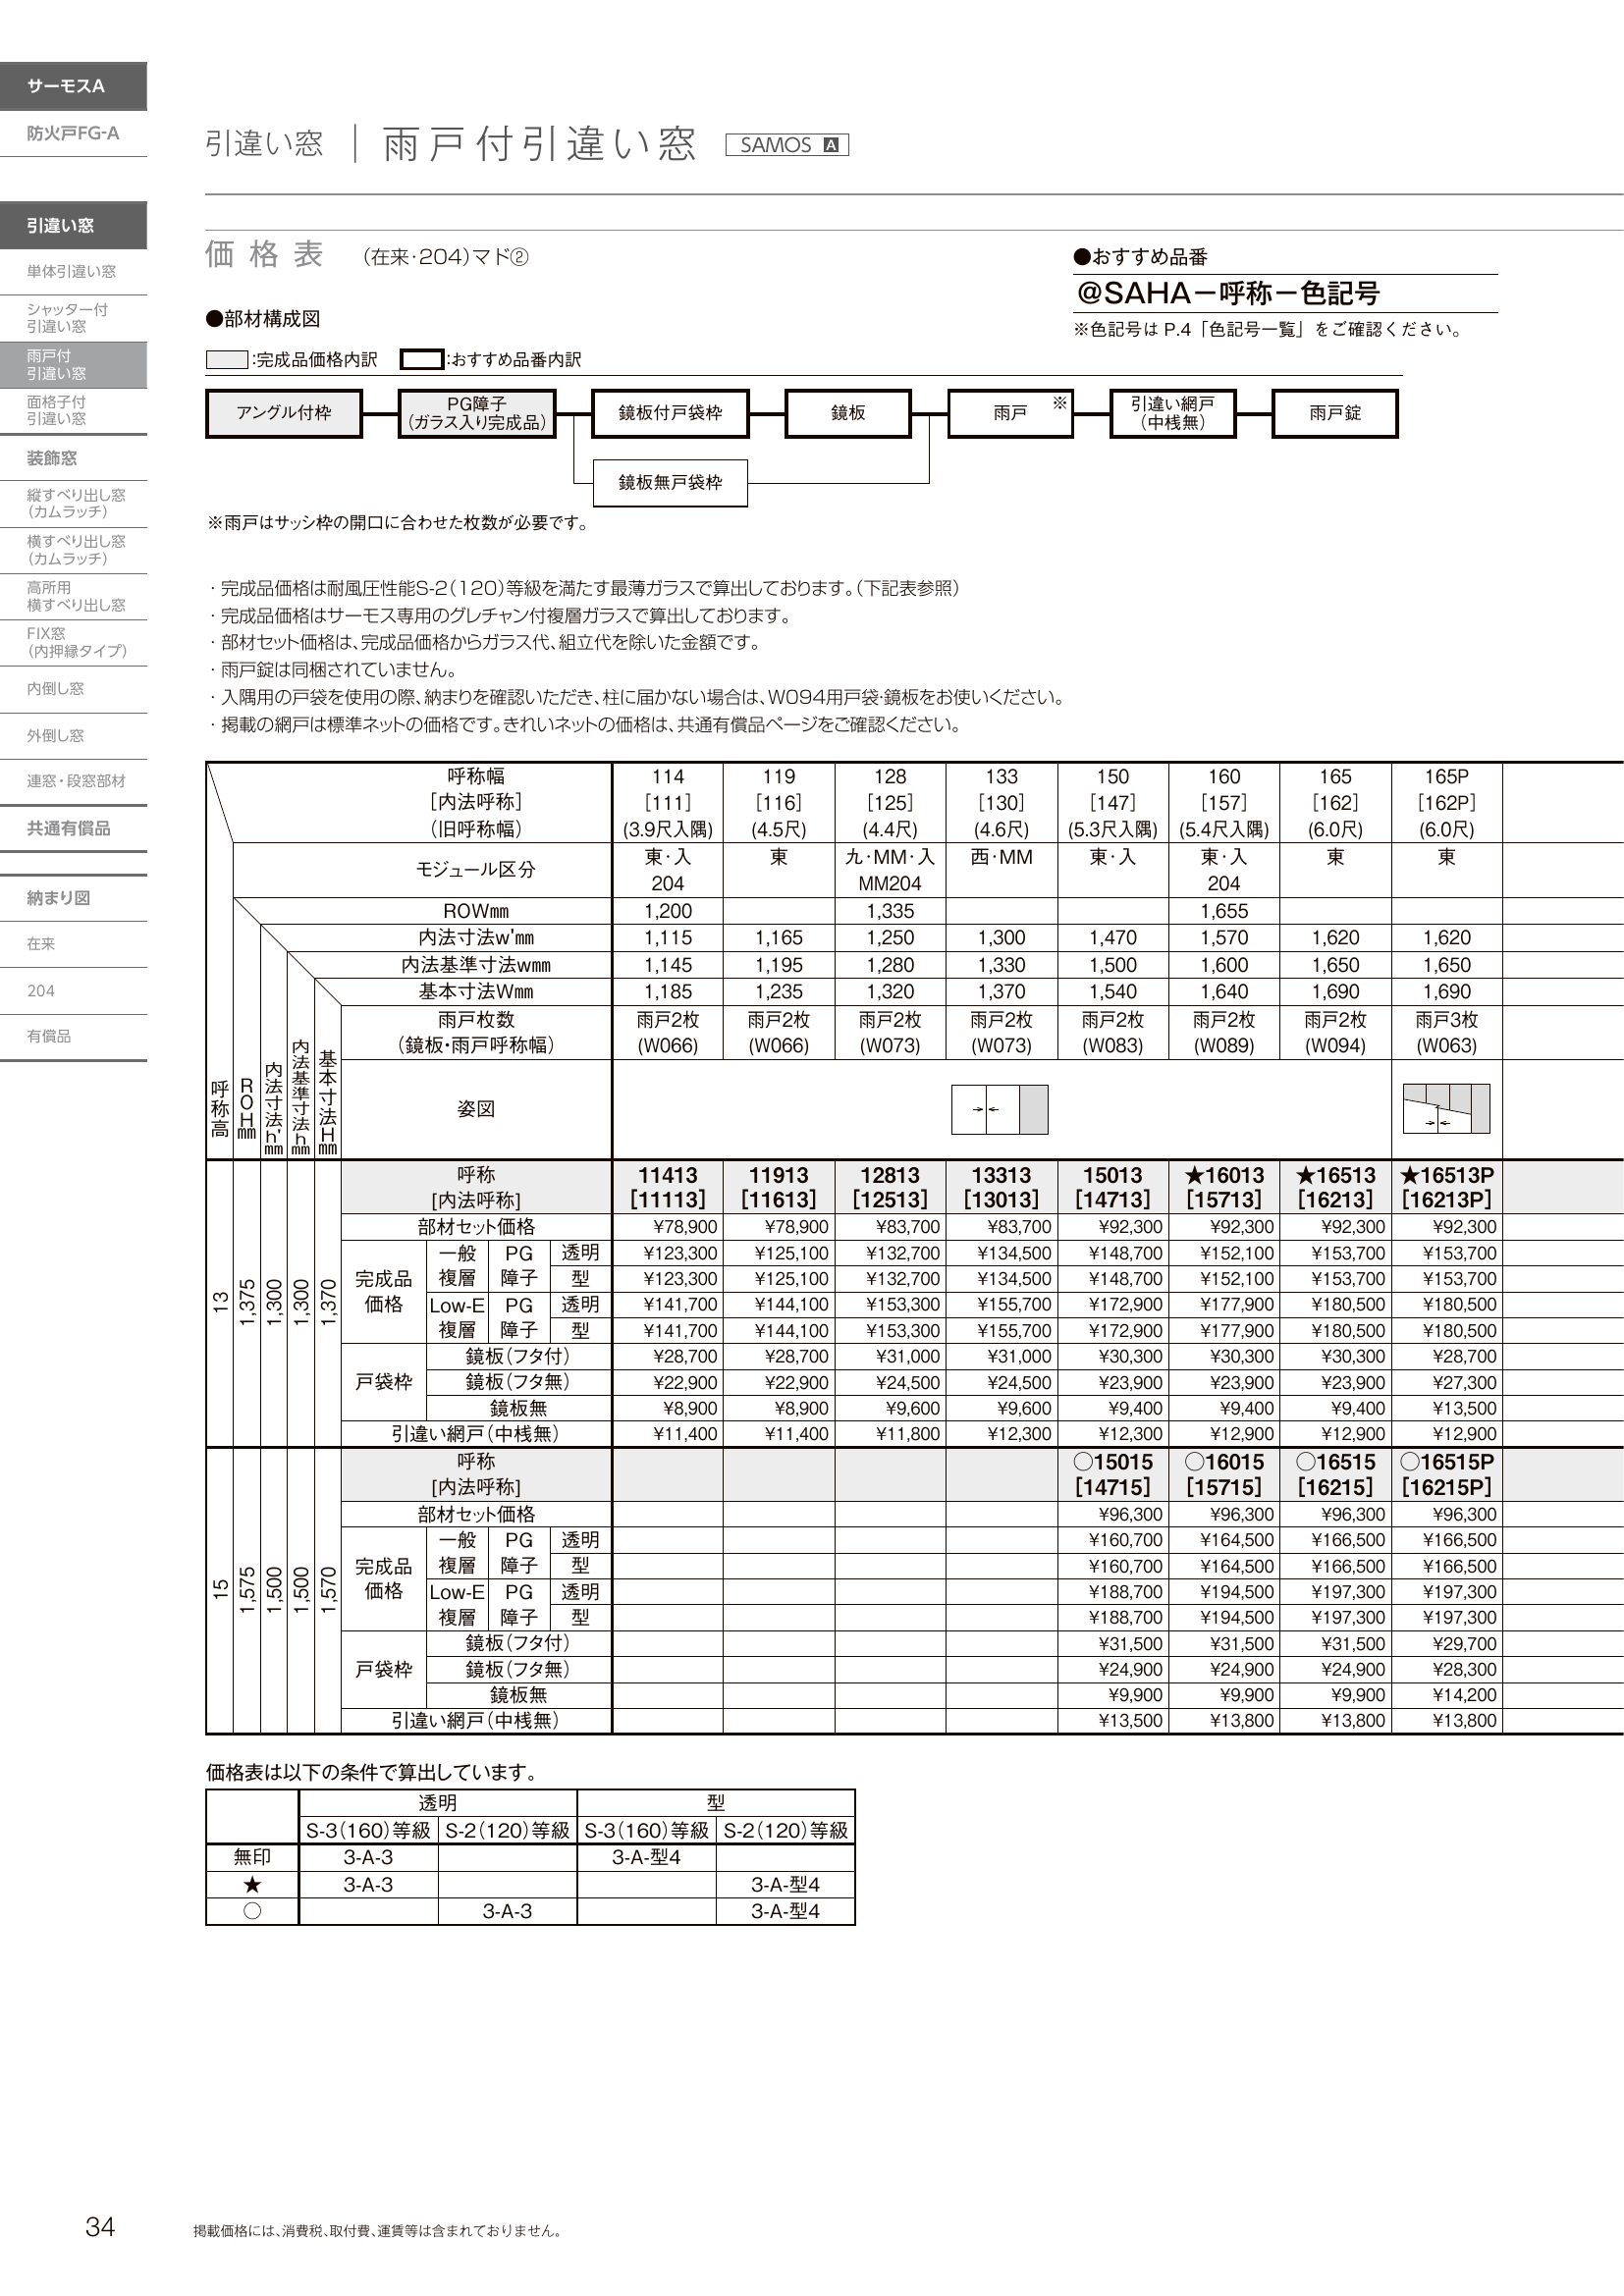 サーモスA
防火戸FG-A
引違い窓
単体引違い窓
シャッター付
引違い窓
雨戸付
引違い窓
面格子付
引違い窓
装飾窓
縦すべり出し窓
（カムラッチ）
横すべり出し窓
（カムラッチ）
高所用
横すべり出し窓
FIX窓
（内押縁タイプ）
内倒し窓
外倒し窓
連窓・段窓部材
共通有償品
納まり図
在来
204
有償品
引違い窓｜雨戸付引違い窓 SAMOS A
価格表 （在来・204）マド②
●おすすめ品番
@SAHA－呼称－色記号
※色記号は P.4「色記号一覧」をご確認ください。
●部材構成図
：完成品価格内訳 ：おすすめ品番内訳
アングル付枠 PG障子（ガラス入り完成品） 鏡板付戸袋枠 鏡板 雨戸 ※ 引違い網戸（中桟無） 雨戸錠
鏡板無戸袋枠
※雨戸はサッシ枠の開口に合わせた枚数が必要です。
・完成品価格は耐風圧性能S-2（120）等級を満たす最薄ガラスで算出しております。（下記表参照）
・完成品価格はサーモス専用のグレチャン付複層ガラスで算出しております。
・部材セット価格は、完成品価格からガラス代、組立代を除いた金額です。
・雨戸錠は同梱されていません。
・入隅用の戸袋を使用の際、納まりを確認いただき、柱に届かない場合は、W094用戸袋・鏡板をお使いください。
・掲載の網戸は標準ネットの価格です。きれいネットの価格は、共通有償品ページをご確認ください。
呼称幅 114 119 128 133 150 160 165 165P
［内法呼称］ ［111］ ［116］ ［125］ ［130］ ［147］ ［157］ ［162］ ［162P］
（旧呼称幅） (3.9尺入隅) (4.5尺) (4.4尺) (4.6尺) (5.3尺入隅) (5.4尺入隅) (6.0尺) (6.0尺)
モジュール区分 東・入 東 九・MM・入 西・MM 東・入 東・入 東 東
204 MM204 204
ROW㎜ 1,200 1,335 1,655
内法寸法w'㎜ 1,115 1,165 1,250 1,300 1,470 1,570 1,620 1,620
内法基準寸法w㎜ 1,145 1,195 1,280 1,330 1,500 1,600 1,650 1,650
基本寸法W㎜ 1,185 1,235 1,320 1,370 1,540 1,640 1,690 1,690
雨戸枚数 雨戸2枚 雨戸2枚 雨戸2枚 雨戸2枚 雨戸2枚 雨戸2枚 雨戸2枚 雨戸3枚
（鏡板・雨戸呼称幅） (W066) (W066) (W073) (W073) (W083) (W089) (W094) (W063)
呼称高 ROH㎜ 内法寸法h'㎜ 内法基準寸法h㎜ 基本寸法H㎜
姿図
13 1,375 1,300 1,300 1,370
呼称 11413 11913 12813 13313 15013 ★16013 ★16513 ★16513P
[内法呼称] [11113] [11613] [12513] [13013] [14713] [15713] [16213] [16213P]
部材セット価格 ¥78,900 ¥78,900 ¥83,700 ¥83,700 ¥92,300 ¥92,300 ¥92,300 ¥92,300
完成品価格 一般複層 PG障子 透明 ¥123,300 ¥125,100 ¥132,700 ¥134,500 ¥148,700 ¥152,100 ¥153,700 ¥153,700
型 ¥123,300 ¥125,100 ¥132,700 ¥134,500 ¥148,700 ¥152,100 ¥153,700 ¥153,700
Low-E複層 PG障子 透明 ¥141,700 ¥144,100 ¥153,300 ¥155,700 ¥172,900 ¥177,900 ¥180,500 ¥180,500
型 ¥141,700 ¥144,100 ¥153,300 ¥155,700 ¥172,900 ¥177,900 ¥180,500 ¥180,500
戸袋枠 鏡板（フタ付） ¥28,700 ¥28,700 ¥31,000 ¥31,000 ¥30,300 ¥30,300 ¥30,300 ¥28,700
鏡板（フタ無） ¥22,900 ¥22,900 ¥24,500 ¥24,500 ¥23,900 ¥23,900 ¥23,900 ¥27,300
鏡板無 ¥8,900 ¥8,900 ¥9,600 ¥9,600 ¥9,400 ¥9,400 ¥9,400 ¥13,500
引違い網戸（中桟無） ¥11,400 ¥11,400 ¥11,800 ¥12,300 ¥12,300 ¥12,900 ¥12,900 ¥12,900
15 1,575 1,500 1,500 1,570
呼称 ○15015 ○16015 ○16515 ○16515P
[内法呼称] [14715] [15715] [16215] [16215P]
部材セット価格 ¥96,300 ¥96,300 ¥96,300 ¥96,300
完成品価格 一般複層 PG障子 透明 ¥160,700 ¥164,500 ¥166,500 ¥166,500
型 ¥160,700 ¥164,500 ¥166,500 ¥166,500
Low-E複層 PG障子 透明 ¥188,700 ¥194,500 ¥197,300 ¥197,300
型 ¥188,700 ¥194,500 ¥197,300 ¥197,300
戸袋枠 鏡板（フタ付） ¥31,500 ¥31,500 ¥31,500 ¥29,700
鏡板（フタ無） ¥24,900 ¥24,900 ¥24,900 ¥28,300
鏡板無 ¥9,900 ¥9,900 ¥9,900 ¥14,200
引違い網戸（中桟無） ¥13,500 ¥13,800 ¥13,800 ¥13,800
価格表は以下の条件で算出しています。
透明 型
S-3（160）等級 S-2（120）等級 S-3（160）等級 S-2（120）等級
無印 3-A-3 3-A-型4
★ 3-A-3 3-A-型4
○ 3-A-3 3-A-型4
34
掲載価格には、消費税、取付費、運賃等は含まれておりません。